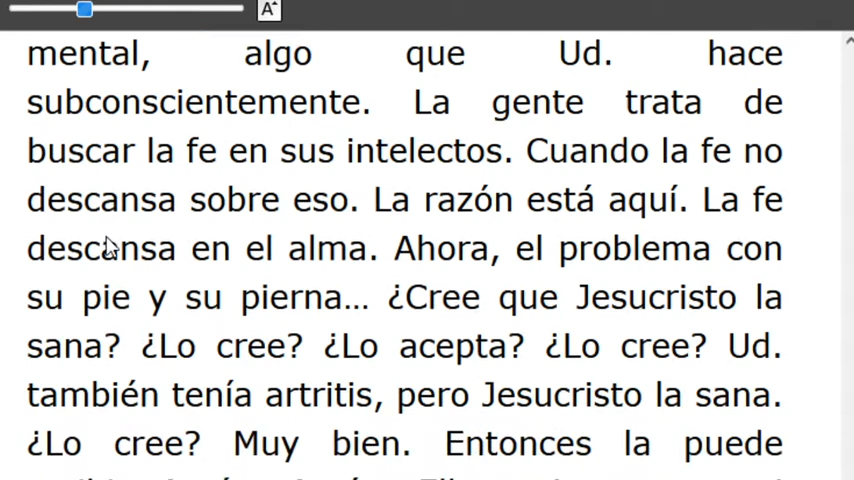 A
mental, algo que Ud. hace
subconscientemente. La gente trata de
buscar la fe en sus intelectos. Cuando la fe no
descansa sobre eso. La razón está aquí. La fe
descansa en el alma. Ahora, el problema con
su pie y su pierna… ¿Cree que Jesucristo la
sana? ¿Lo cree? ¿Lo acepta? ¿Lo cree? Ud.
también tenía artritis, pero Jesucristo la sana.
¿Lo cree? Muy bien. Entonces la puede